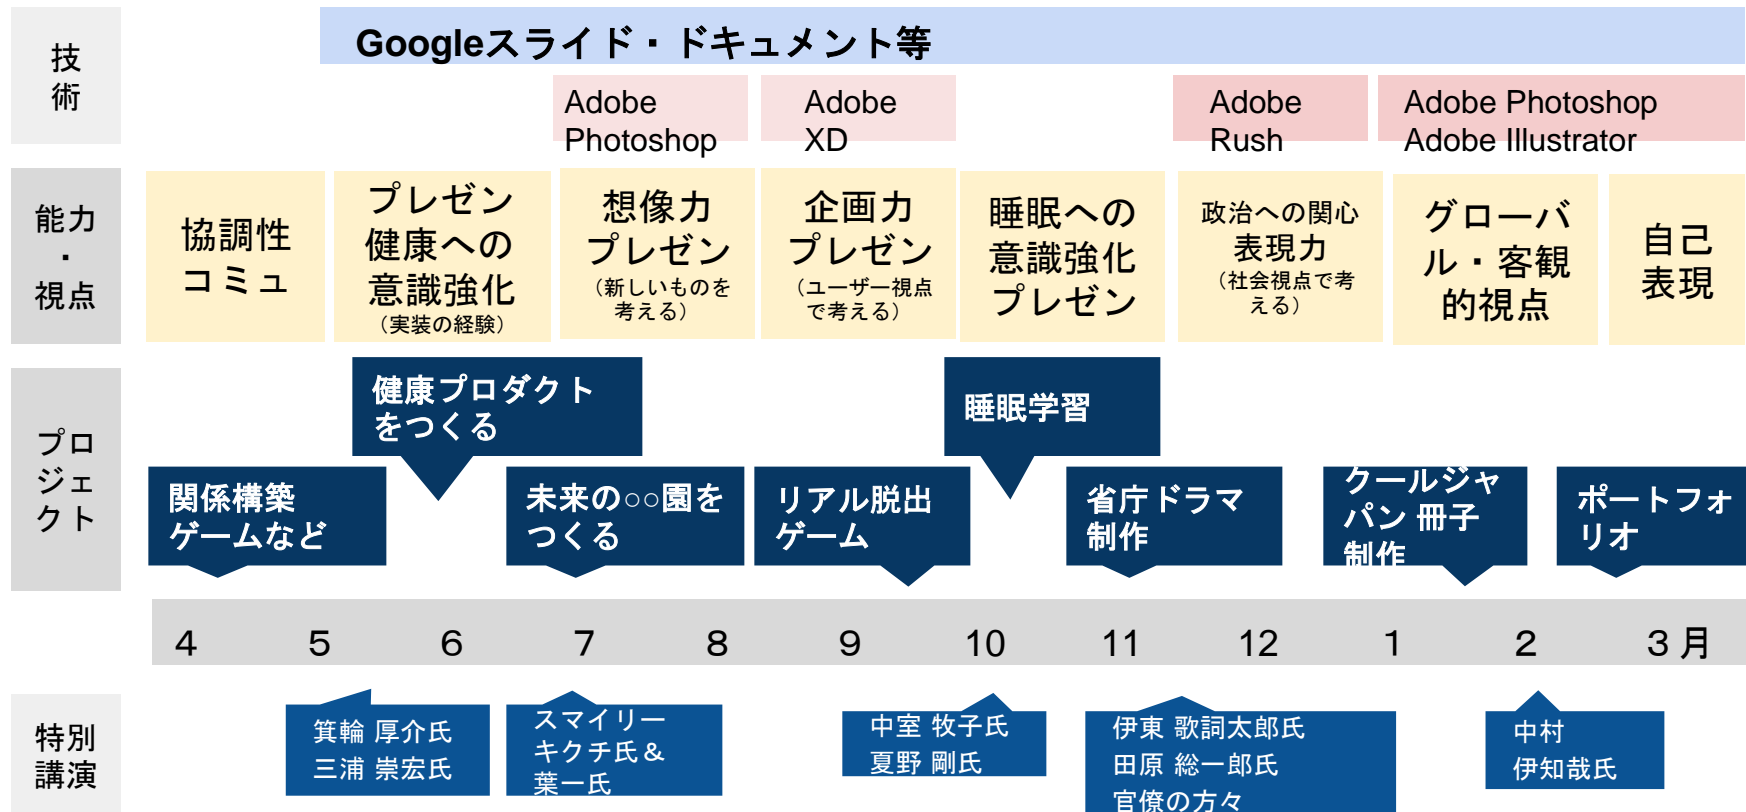 技
術
Googleスライド・ドキュメント等
Adobe
Photoshop
Adobe
XD
Adobe
Rush
Adobe Photoshop
Adobe Illustrator
能力
・
視点
協調性
コミュ
プレゼン
健康への
意識強化
（実装の経験）
想像力
プレゼン
（新しいものを
考える）
企画力
プレゼン
（ユーザー視点
で考える）
睡眠への
意識強化
プレゼン
政治への関心
表現力
（社会視点で考
える）
グローバ
ル・客観
的視点
自己
表現
プロ
ジェ
クト
健康プロダクト
をつくる
睡眠学習
関係構築
ゲームなど
未来の○○園を
つくる
リアル脱出
ゲーム
省庁ドラマ
制作
クールジャ
パン 冊子
制作
ポートフォ
リオ
4 5 6 7 8 9 10 11 12 1 2 3月
特別
講演
箕輪 厚介氏
三浦 崇宏氏
スマイリー
キクチ氏＆
葉一氏
中室 牧子氏
夏野 剛氏
伊東 歌詞太郎氏
田原 総一郎氏
官僚の方々
中村
伊知哉氏